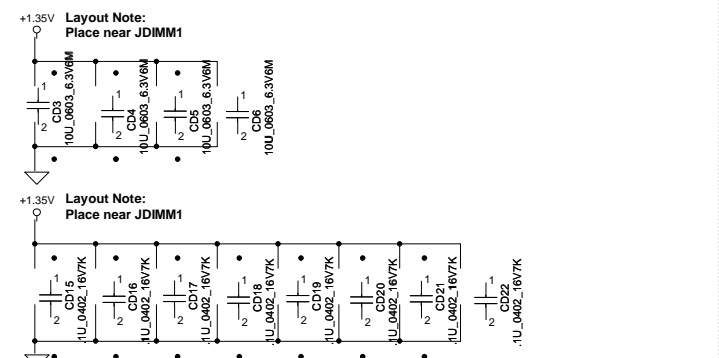 +1.35V Layout Note:
Place near JDIMM1
1
2
CD3
10U_0603_6.3V6M
1
2
CD4
10U_0603_6.3V6M
1
2
CD5
10U_0603_6.3V6M
1
2
CD6
10U_0603_6.3V6M
+1.35V Layout Note:
Place near JDIMM1
1
2
CD15
.1U_0402_16V7K
1
2
CD16
.1U_0402_16V7K
1
2
CD17
.1U_0402_16V7K
1
2
CD18
.1U_0402_16V7K
1
2
CD19
.1U_0402_16V7K
1
2
CD20
.1U_0402_16V7K
1
2
CD21
.1U_0402_16V7K
1
2
CD22
.1U_0402_16V7K